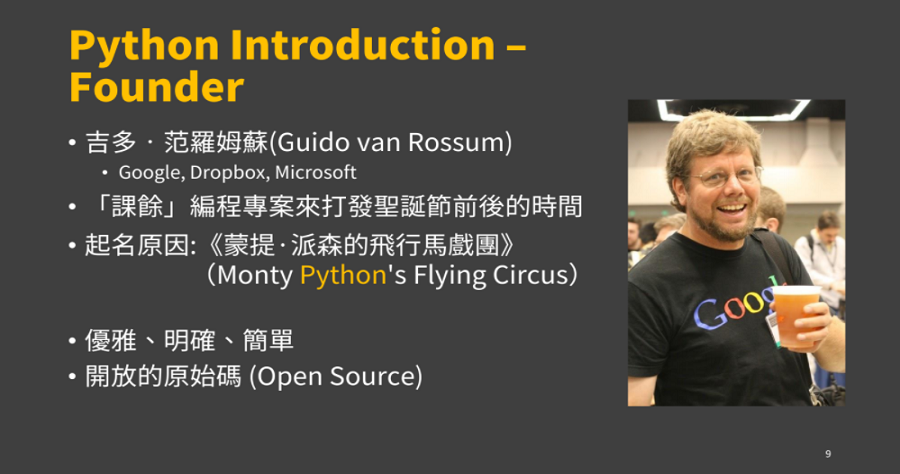 Python Introduction –
Founder
• 吉多‧范羅姆蘇(Guido van Rossum)
• Google, Dropbox, Microsoft
• 「課餘」編程專案來打發聖誕節前後的時間
• 起名原因:《蒙提·派森的飛行馬戲團》
（Monty Python's Flying Circus）
• 優雅、明確、簡單
• 開放的原始碼 (Open Source)
Goo
9